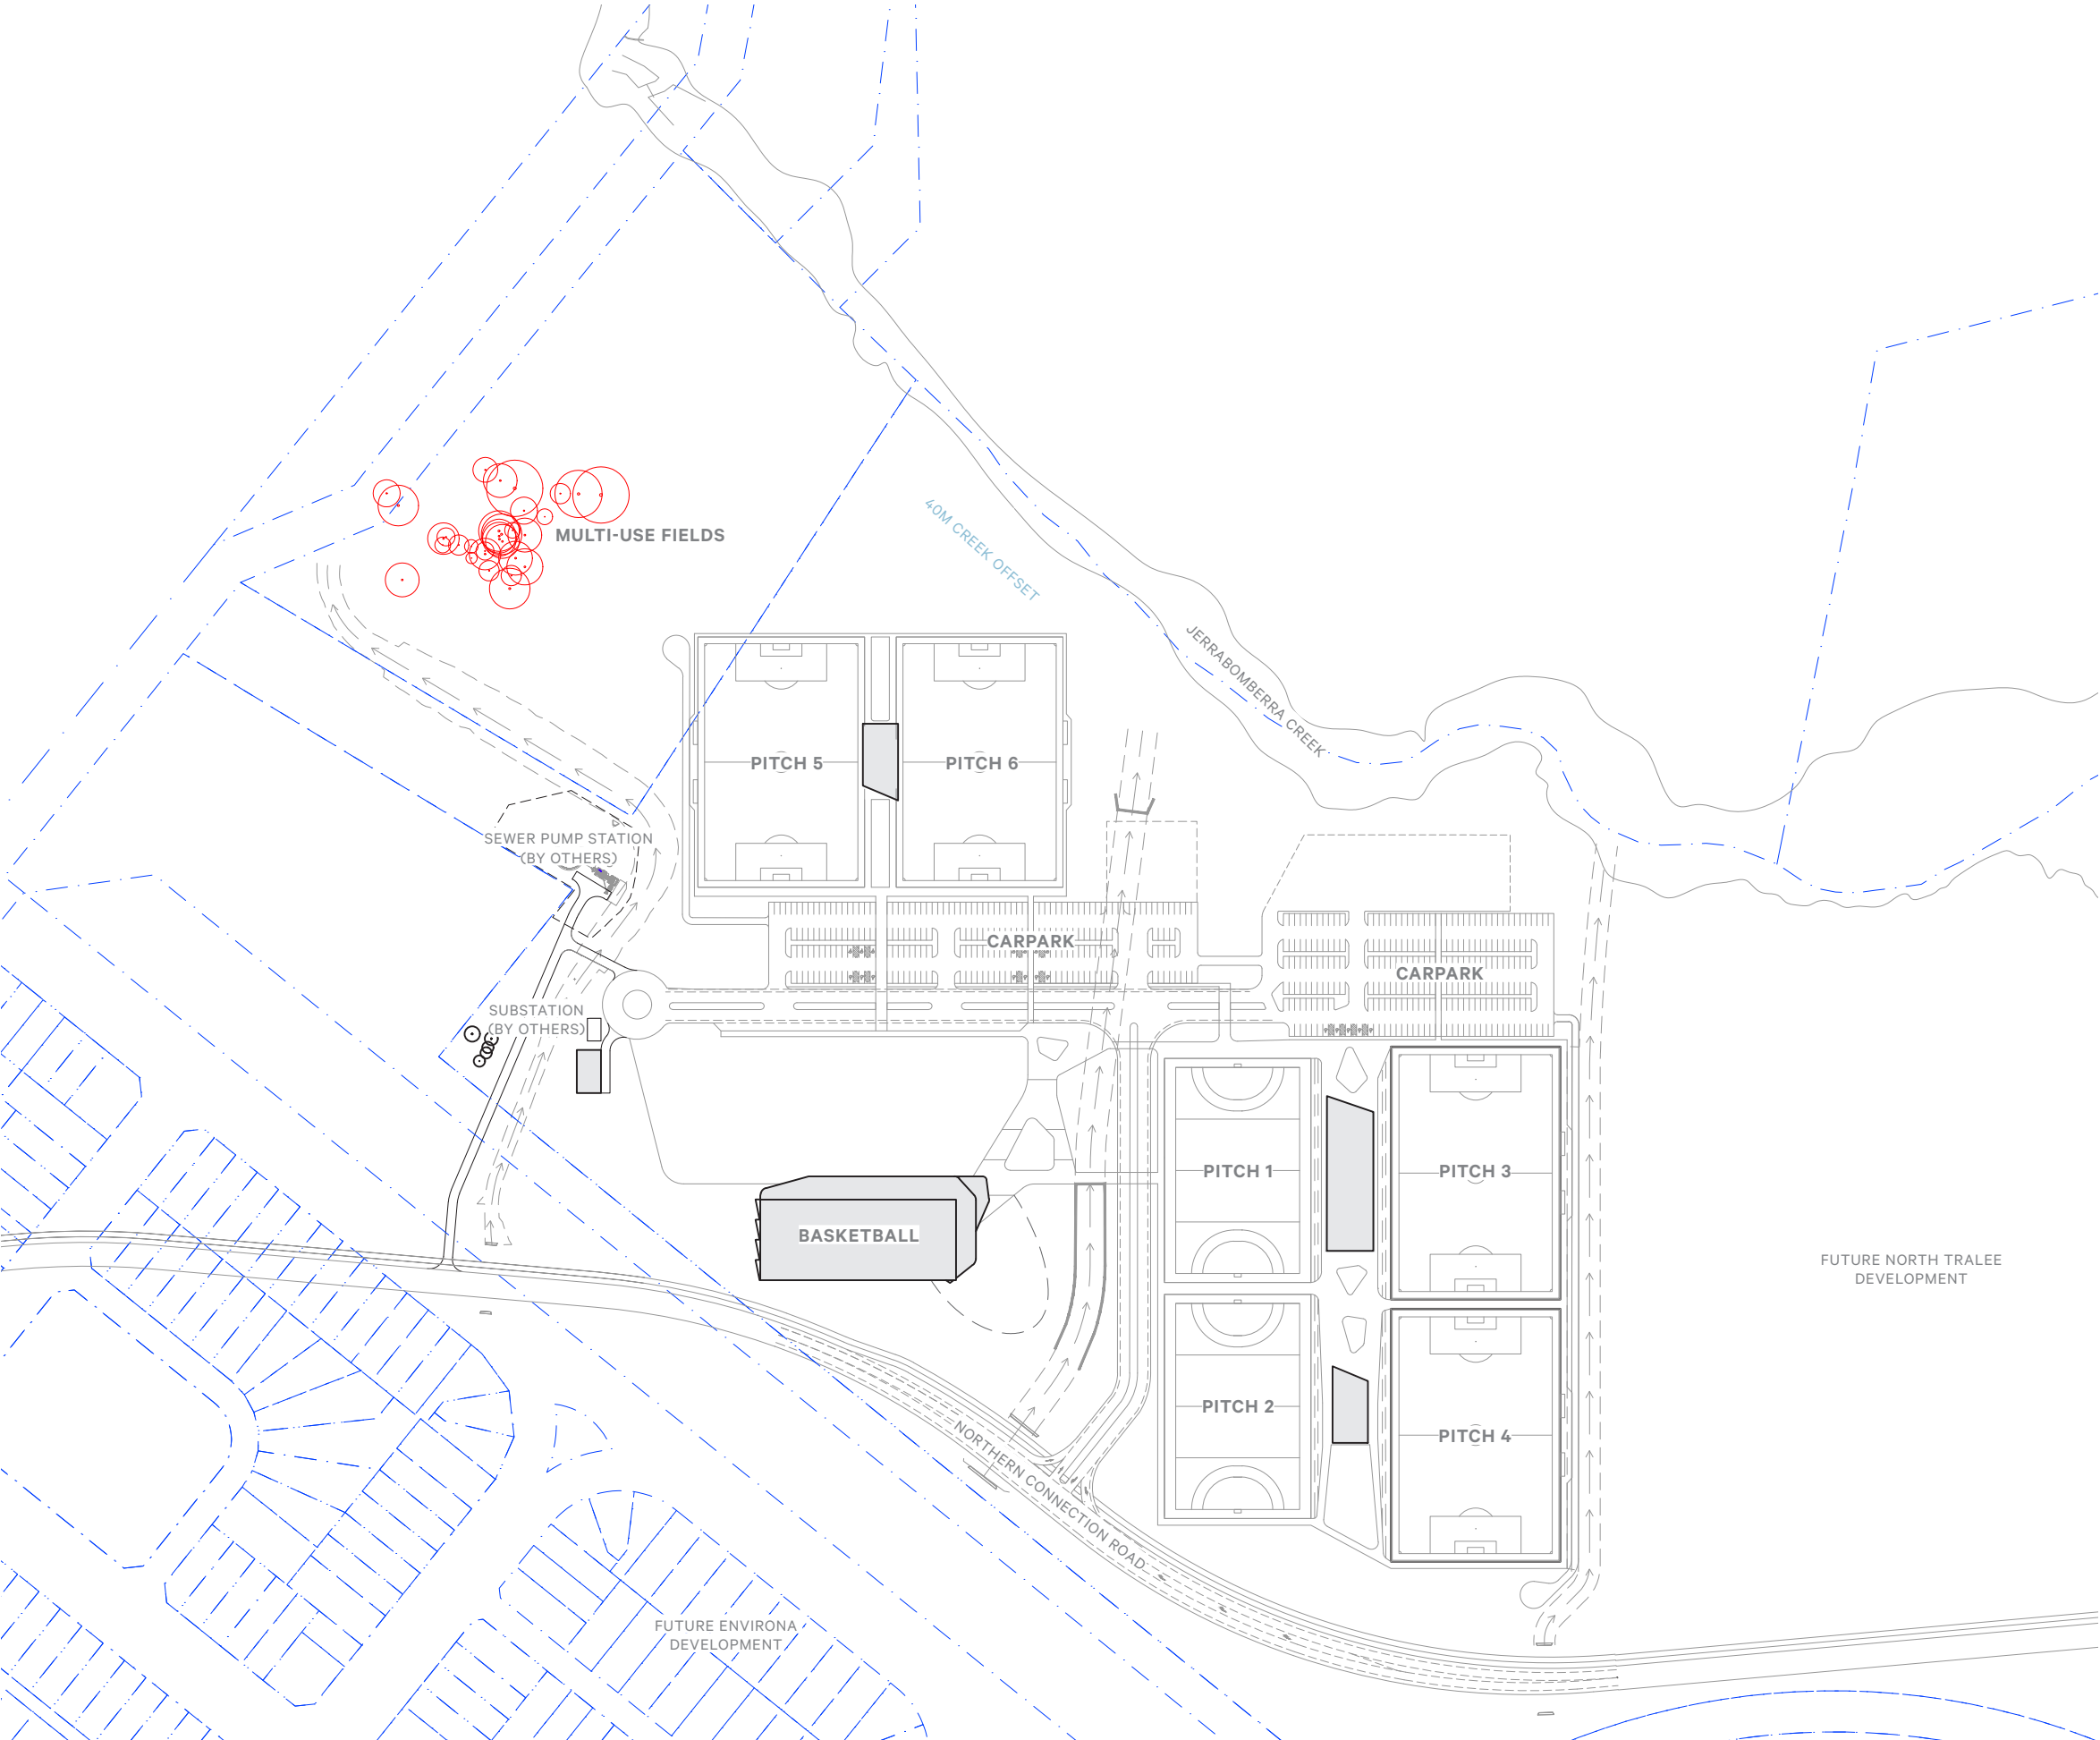 MULTI-USE FIELDS
40M CREEK OFFSET
JERRABOMBERRA CREEK
PITCH 5
PITCH 6
SEWER PUMP STATION
(BY OTHERS)
CARPARK
CARPARK
SUBSTATION
(BY OTHERS)
PITCH 1
PITCH 3
BASKETBALL
FUTURE NORTH TRALEE
DEVELOPMENT
PITCH 2
PITCH 4
NORTHERN CONNECTION ROAD
FUTURE ENVIRONA
DEVELOPMENT